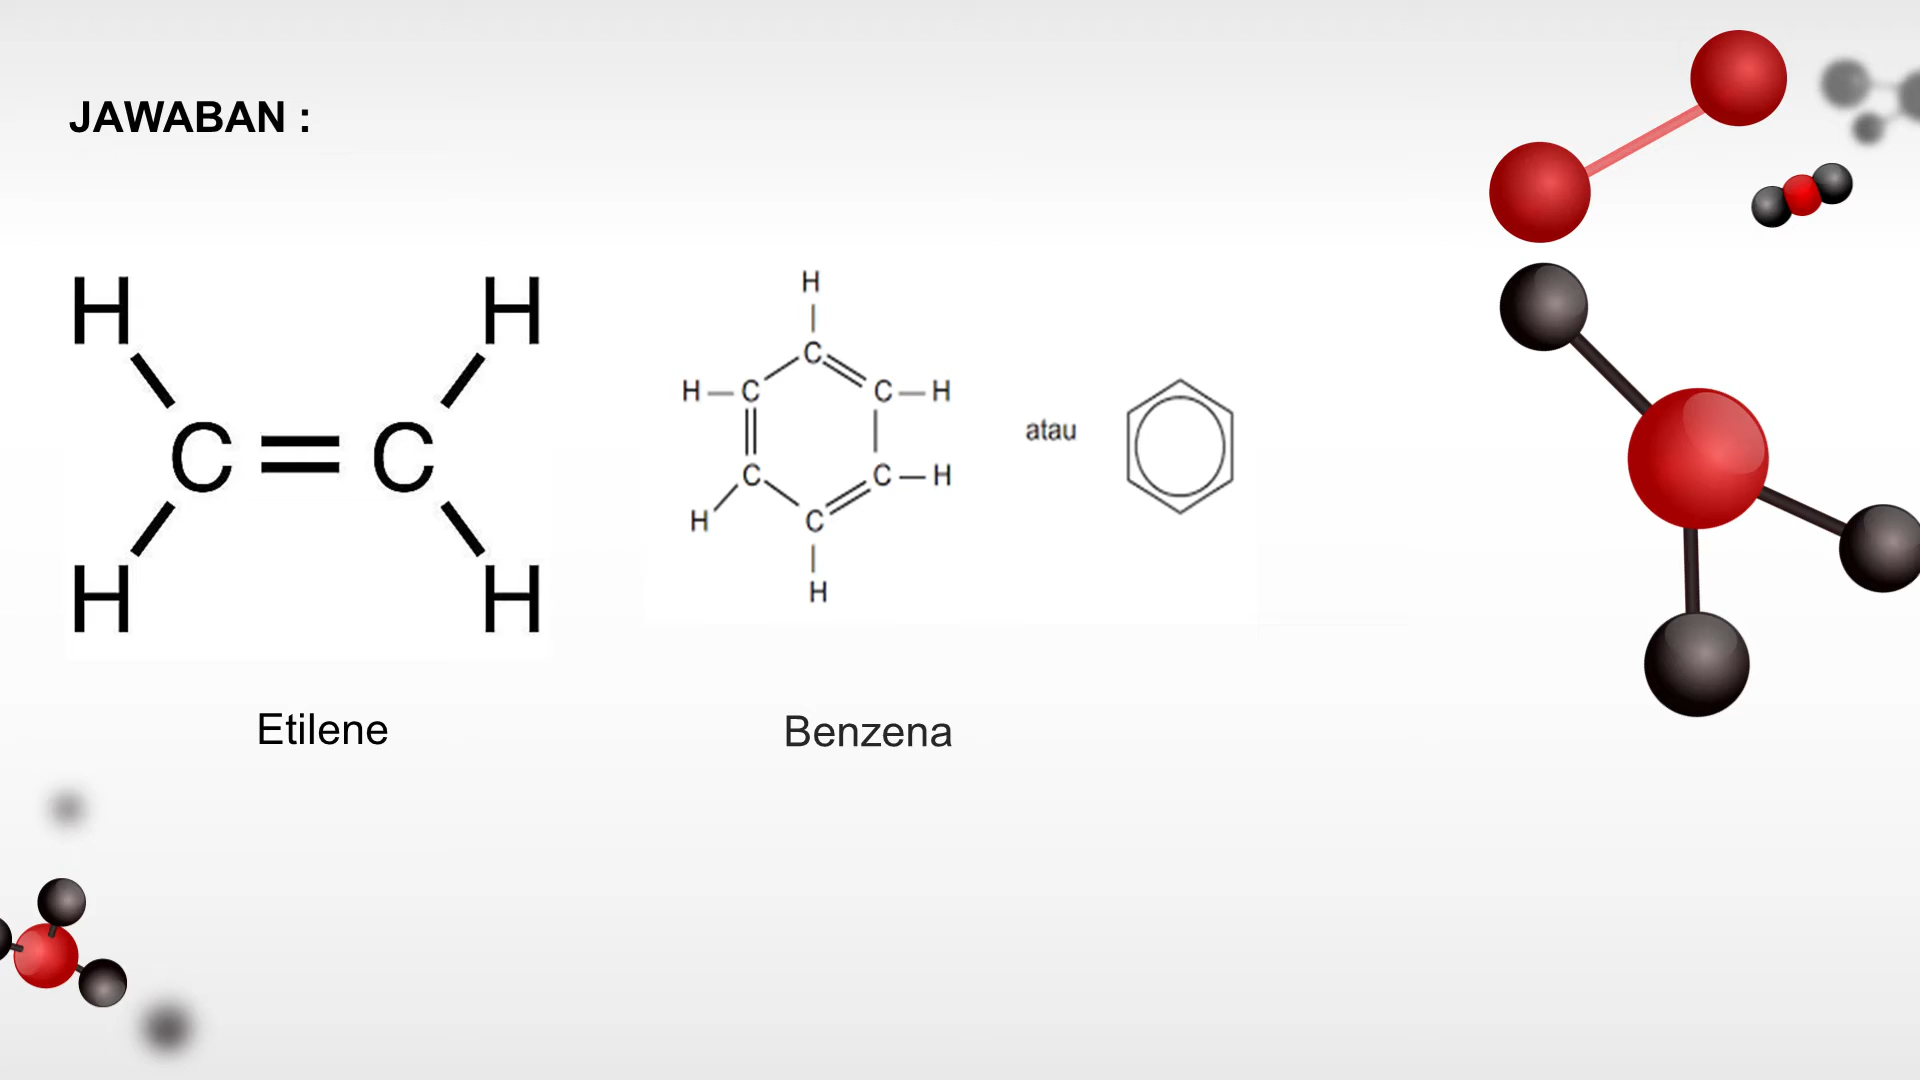 JAWABAN :
H H
C = C
H H
H
C
H – C C – H
atau
C C – H
H C
H
Etilene
Benzena